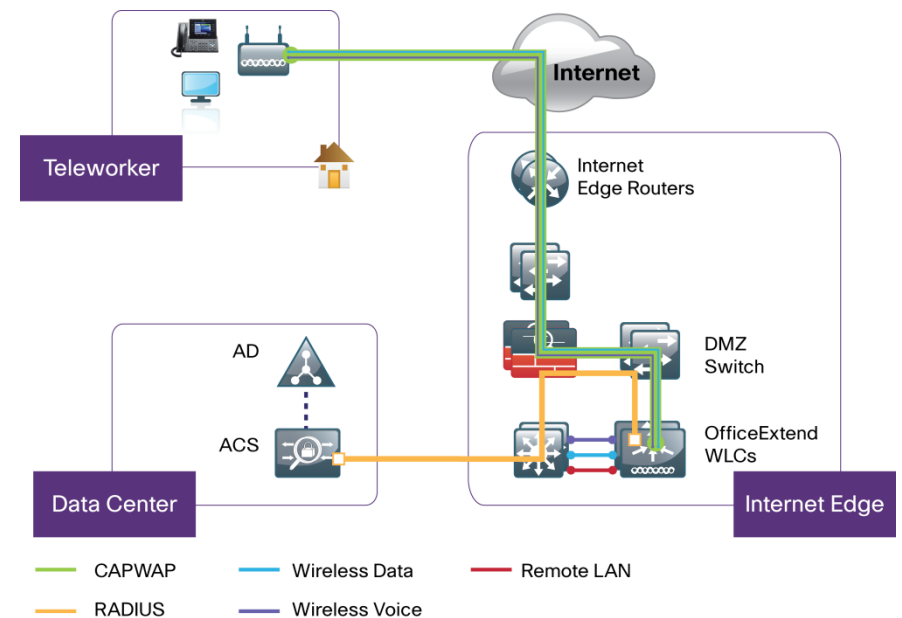 Internet
Teleworker
Internet
Edge Routers
AD
DMZ
Switch
ACS
OfficeExtend
WLCs
Data Center
Internet Edge
CAPWAP
Wireless Data
Remote LAN
RADIUS
Wireless Voice